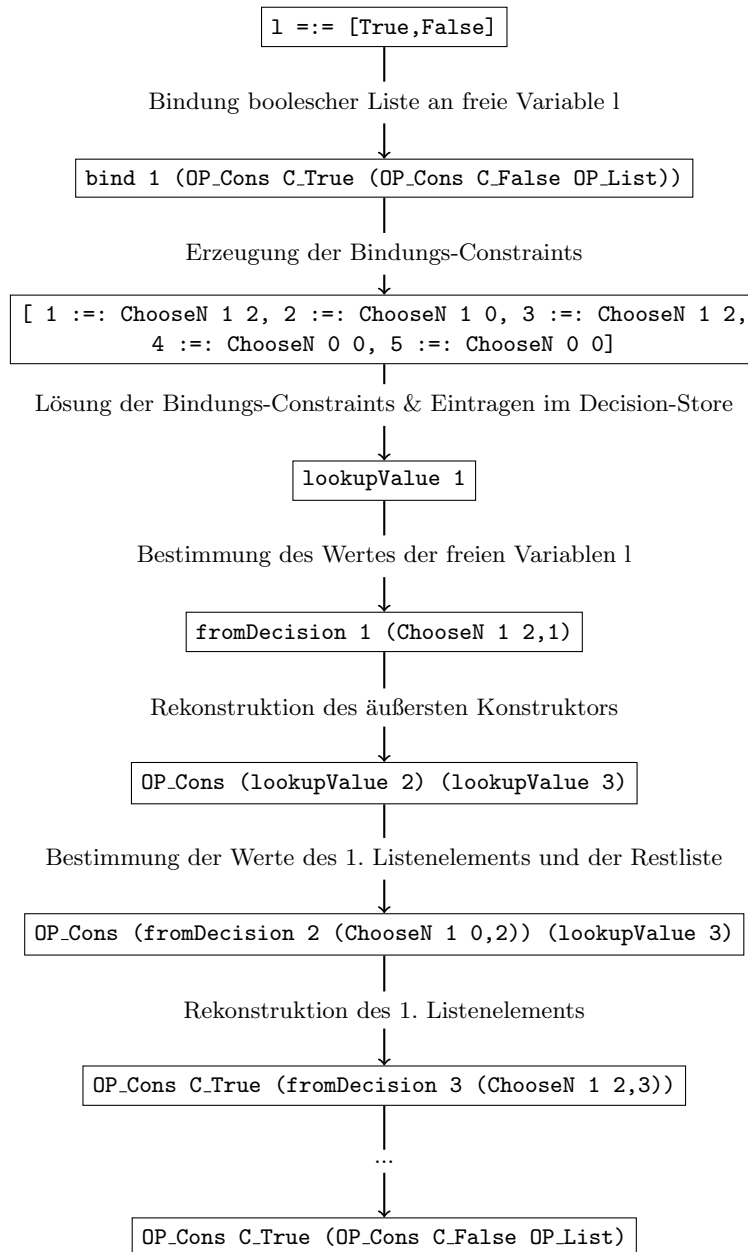 l =:= [True,False]
Bindung boolescher Liste an freie Variable l
bind 1 (OP_Cons C_True (OP_Cons C_False OP_List))
Erzeugung der Bindungs-Constraints
[ 1 :=: ChooseN 1 2, 2 :=: ChooseN 1 0, 3 :=: ChooseN 1 2,
4 :=: ChooseN 0 0, 5 :=: ChooseN 0 0]
Lösung der Bindungs-Constraints & Eintragen im Decision-Store
lookupValue 1
Bestimmung des Wertes der freien Variablen l
fromDecision 1 (ChooseN 1 2,1)
Rekonstruktion des äußersten Konstruktors
OP_Cons (lookupValue 2) (lookupValue 3)
Bestimmung der Werte des 1. Listenelements und der Restliste
OP_Cons (fromDecision 2 (ChooseN 1 0,2)) (lookupValue 3)
Rekonstruktion des 1. Listenelements
OP_Cons C_True (fromDecision 3 (ChooseN 1 2,3))
...
OP_Cons C_True (OP_Cons C_False OP_List)